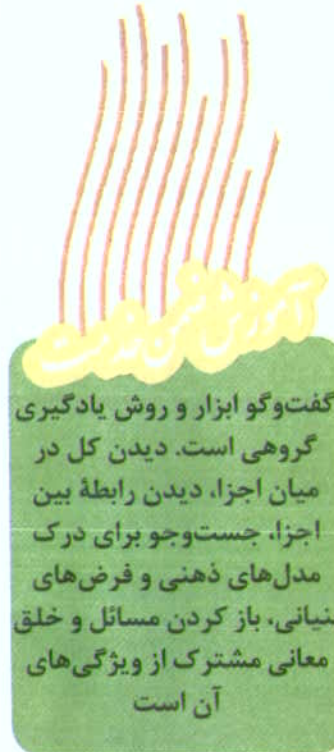 آموزش ضمن خدمت
گفت‌وگو ابزار و روش یادگیری
گروهی است. دیدن کل در
میان اجزا، دیدن رابطهٔ بین
اجزا، جست‌وجو برای درک
مدل‌های ذهنی و فرض‌های
بنیانی، باز کردن مسائل و خلق
معانی مشترک از ویژگی‌های
آن است